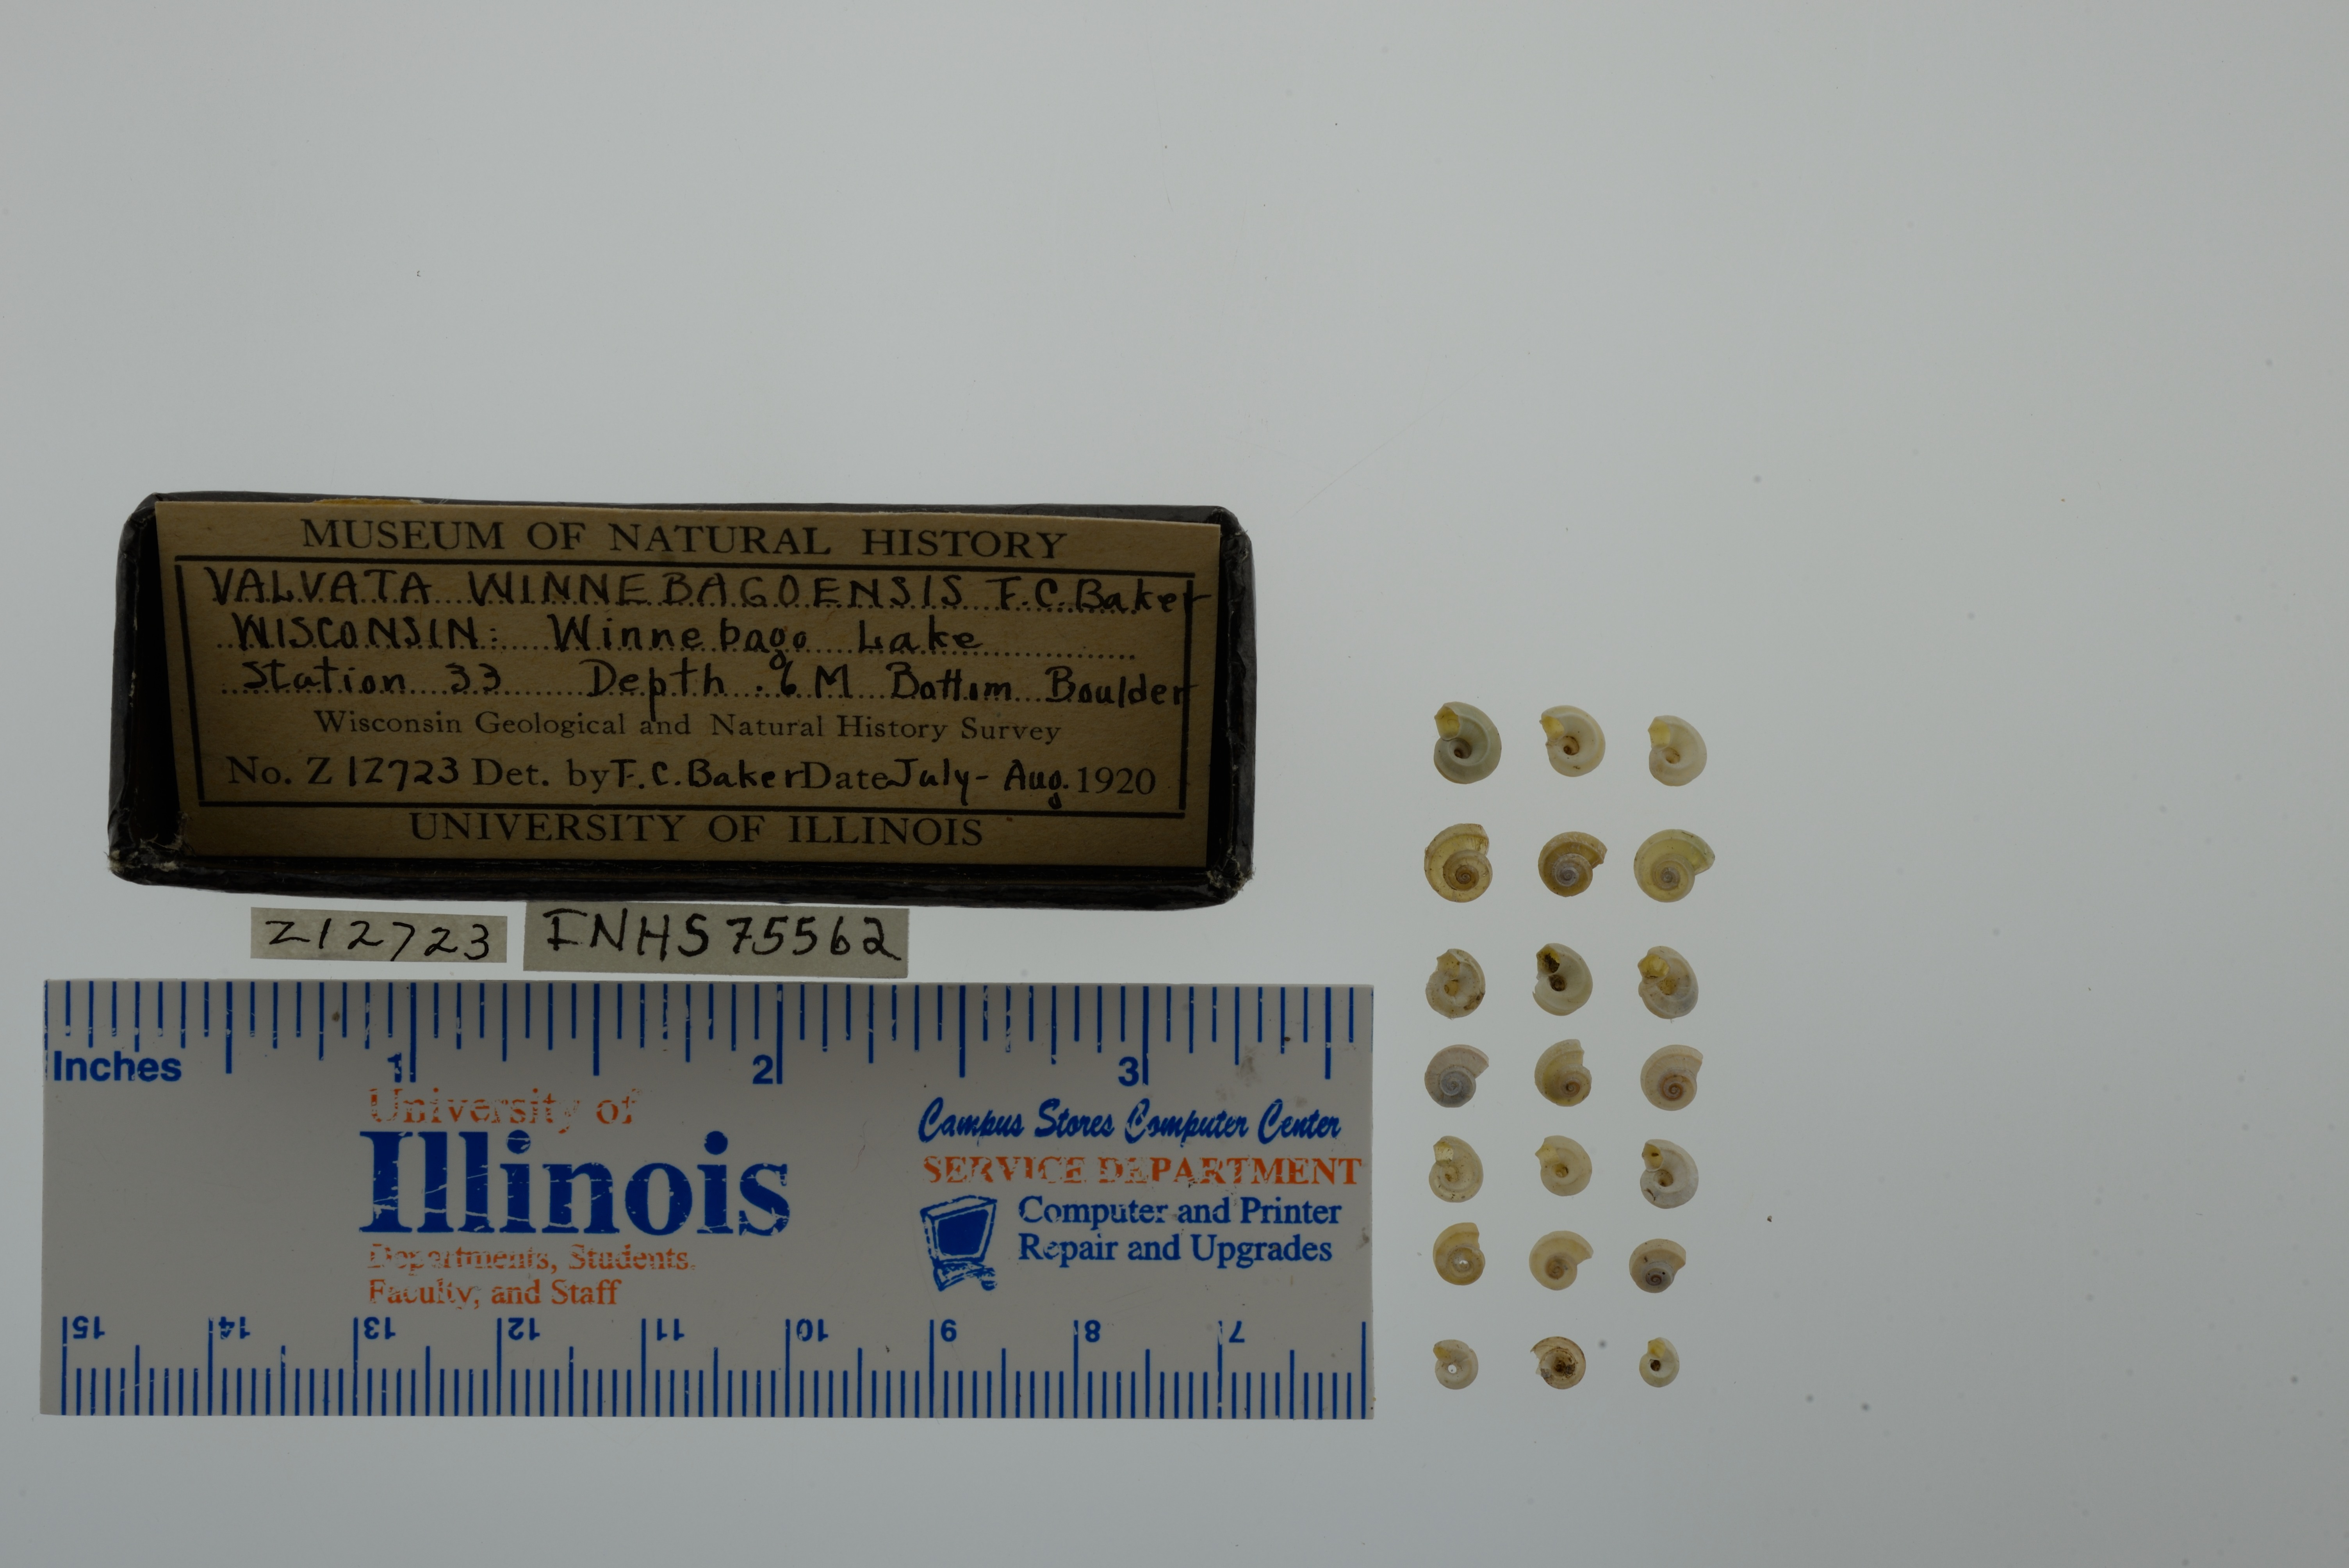 MUSEUM OF NATURAL HISTORY
VALVATA WINNEBAGOENSIS F.C. Baker
WISCONSIN: Winnebago Lake
Station 33 Depth .6 M Bottom Boulder
Wisconsin Geological and Natural History Survey
No. Z 12723 Det. by F. C. Baker Date July - Aug. 1920
UNIVERSITY OF ILLINOIS
Z12723 INHS 75562
Inches 1 2 3
University of
Illinois
Departments, Students,
Faculty, and Staff
Campus Stores Computer Center
SERVICE DEPARTMENT
Computer and Printer
Repair and Upgrades
15 14 13 12 11 10 9 8 7